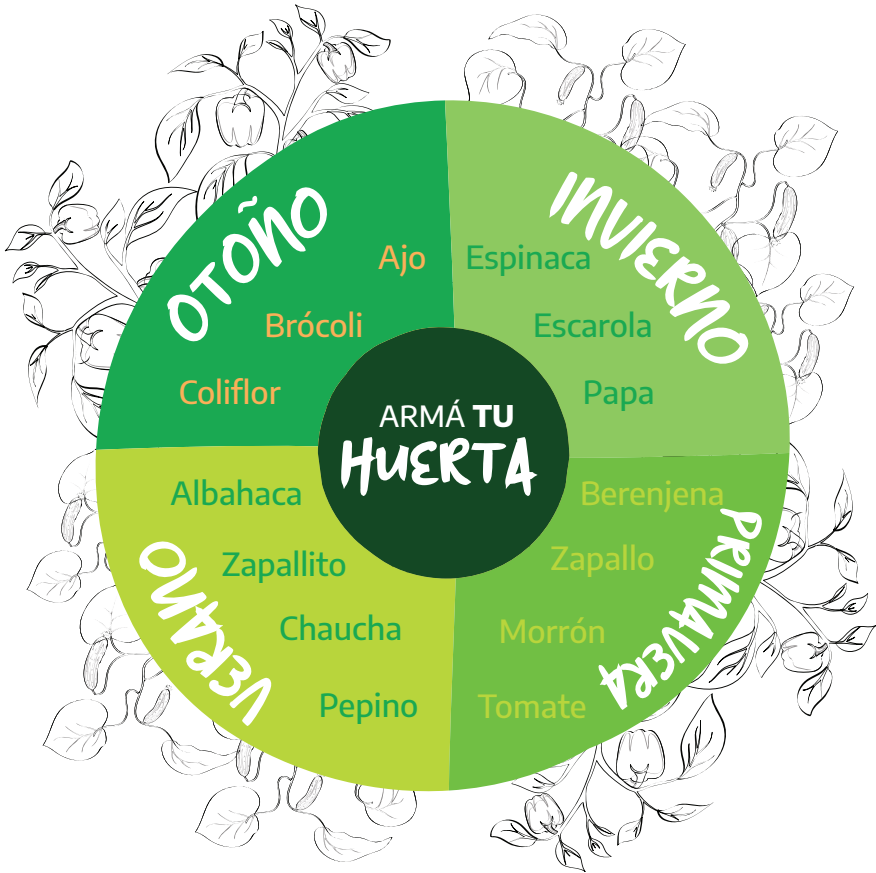 OTOÑO
Ajo
Brócoli
Coliflor
INVIERNO
Espinaca
Escarola
Papa
ARMÁ TU
HUERTA
Albahaca
Zapallito
Chaucha
Pepino
VERANO
Berenjena
Zapallo
Morrón
Tomate
PRIMAVERA